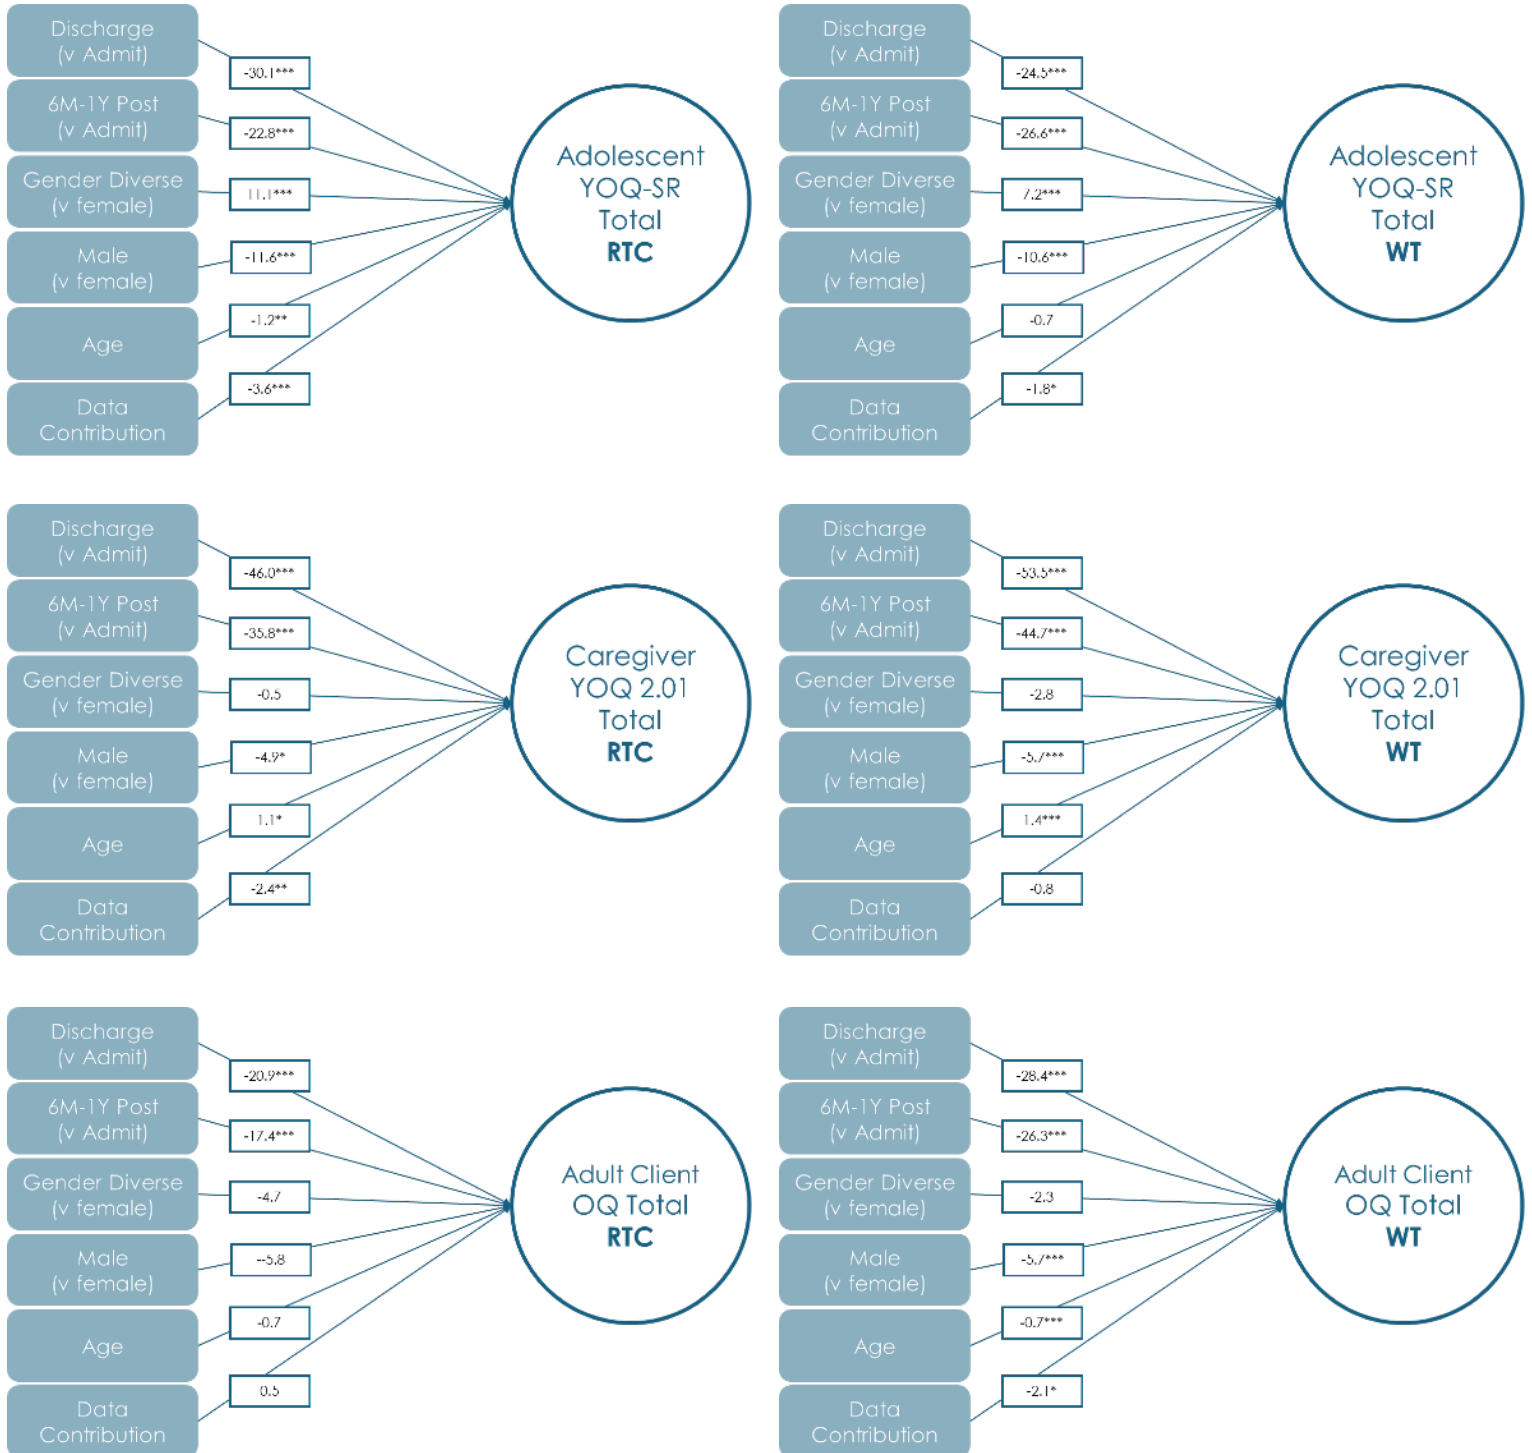 Discharge
(v Admit)
-30.1***
6M-1Y Post
(v Admit)
-22.8***
Gender Diverse
(v female)
11.1***
Male
(v female)
-11.6***
Age
-1.2**
Data
Contribution
-3.6***
Adolescent
YOQ-SR
Total
RTC
Discharge
(v Admit)
-24.5***
6M-1Y Post
(v Admit)
-26.6***
Gender Diverse
(v female)
7.2***
Male
(v female)
-10.6***
Age
-0.7
Data
Contribution
-1.8*
Adolescent
YOQ-SR
Total
WT
Discharge
(v Admit)
-46.0***
6M-1Y Post
(v Admit)
-35.8***
Gender Diverse
(v female)
-0.5
Male
(v female)
-4.9*
Age
1.1*
Data
Contribution
-2.4**
Caregiver
YOQ 2.01
Total
RTC
Discharge
(v Admit)
-53.5***
6M-1Y Post
(v Admit)
-44.7***
Gender Diverse
(v female)
-2.8
Male
(v female)
-5.7***
Age
1.4***
Data
Contribution
-0.8
Caregiver
YOQ 2.01
Total
WT
Discharge
(v Admit)
-20.9***
6M-1Y Post
(v Admit)
-17.4***
Gender Diverse
(v female)
-4.7
Male
(v female)
--5.8
Age
-0.7
Data
Contribution
0.5
Adult Client
OQ Total
RTC
Discharge
(v Admit)
-28.4***
6M-1Y Post
(v Admit)
-26.3***
Gender Diverse
(v female)
-2.3
Male
(v female)
-5.7***
Age
-0.7***
Data
Contribution
-2.1*
Adult Client
OQ Total
WT